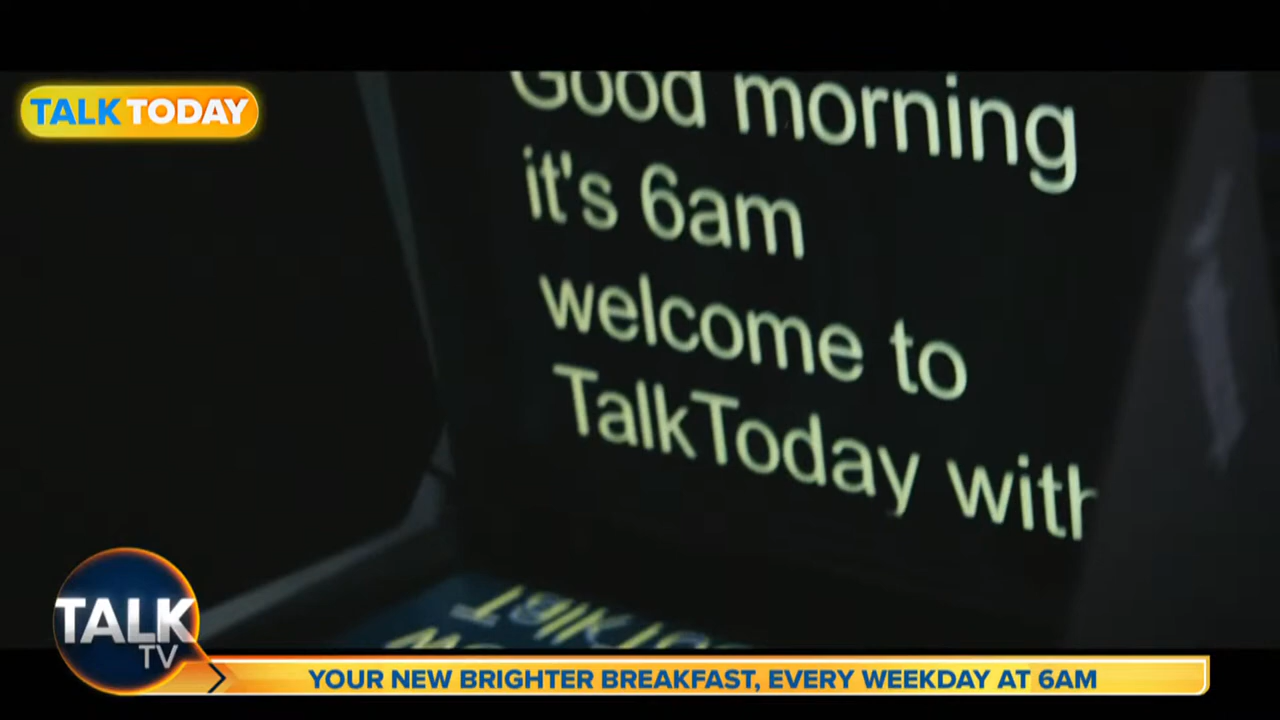 TALK TODAY
Good morning
it's 6am
welcome to
TalkToday with
TALK
TV
YOUR NEW BRIGHTER BREAKFAST, EVERY WEEKDAY AT 6AM